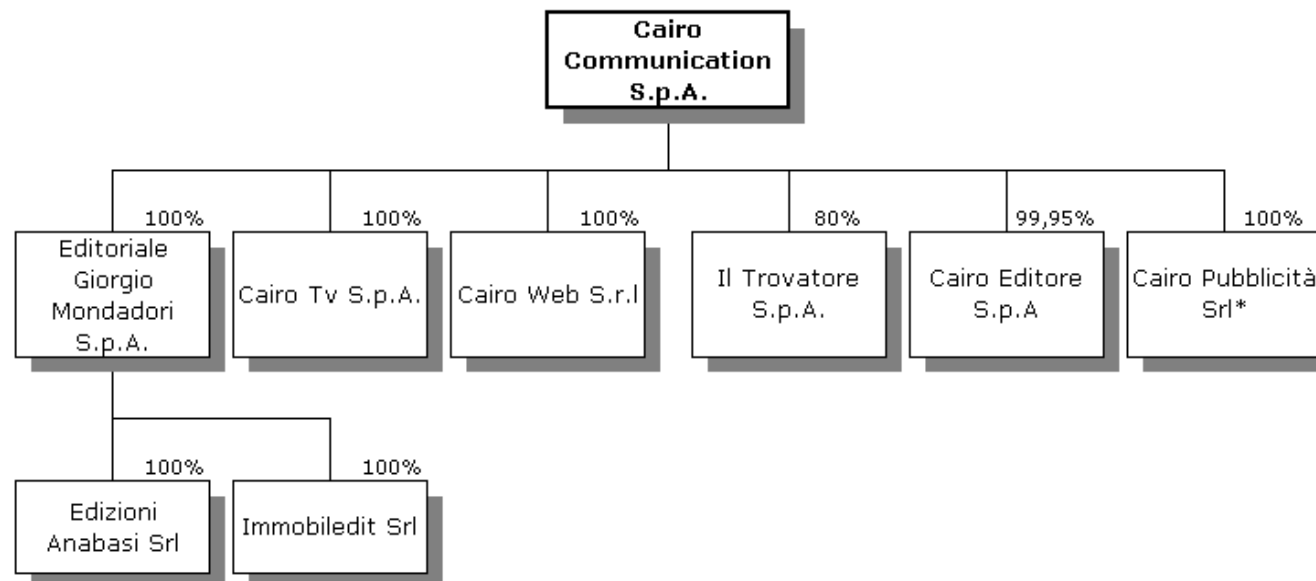 Cairo
Communication
S.p.A.
100%
100%
100%
80%
99,95%
100%
Editoriale
Giorgio
Mondadori
S.p.A.
Cairo Tv S.p.A.
Cairo Web S.r.l
Il Trovatore
S.p.A.
Cairo Editore
S.p.A
Cairo Pubblicità
Srl*
100%
100%
Edizioni
Anabasi Srl
Immobiledit Srl